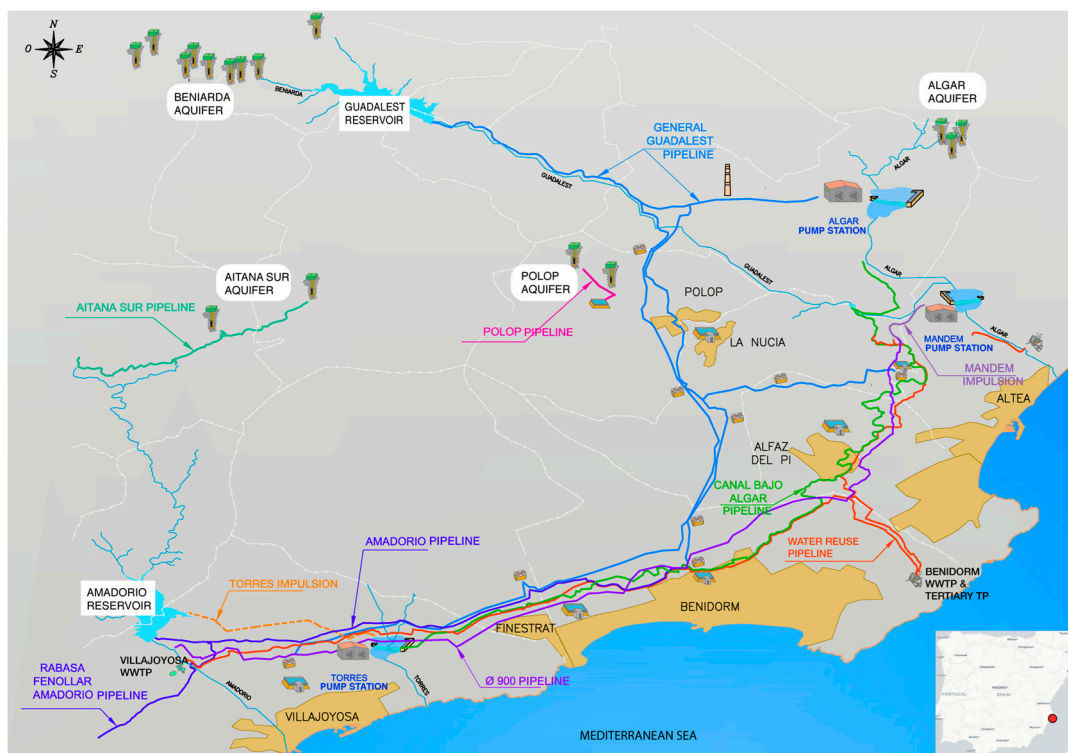 N
O E
S
BENIARDA
AQUIFER
BENIARDA
GUADALEST
RESERVOIR
GENERAL
GUADALEST
PIPELINE
GUADALEST
ALGAR
AQUIFER
ALGAR
ALGAR
PUMP STATION
AITANA SUR
AQUIFER
AITANA SUR PIPELINE
POLOP
AQUIFER
POLOP PIPELINE
POLOP
LA NUCIA
GUADALEST
ALGAR
ALGAR
MANDEM
PUMP STATION
MANDEM
IMPULSION
ALTEA
ALFAZ
DEL PI
CANAL BAJO
ALGAR
PIPELINE
WATER REUSE
PIPELINE
BENIDORM
WWTP &
TERTIARY TP
AMADORIO PIPELINE
TORRES IMPULSION
AMADORIO
RESERVOIR
BENIDORM
FINESTRAT
VILLAJOYOSA
WWTP
RABASA
FENOLLAR
AMADORIO PIPELINE
AMADORIO
TORRES
PUMP STATION
TORRES
Ø 900 PIPELINE
VILLAJOYOSA
MEDITERRANEAN SEA
PORTUGAL
MADRID
SPAIN